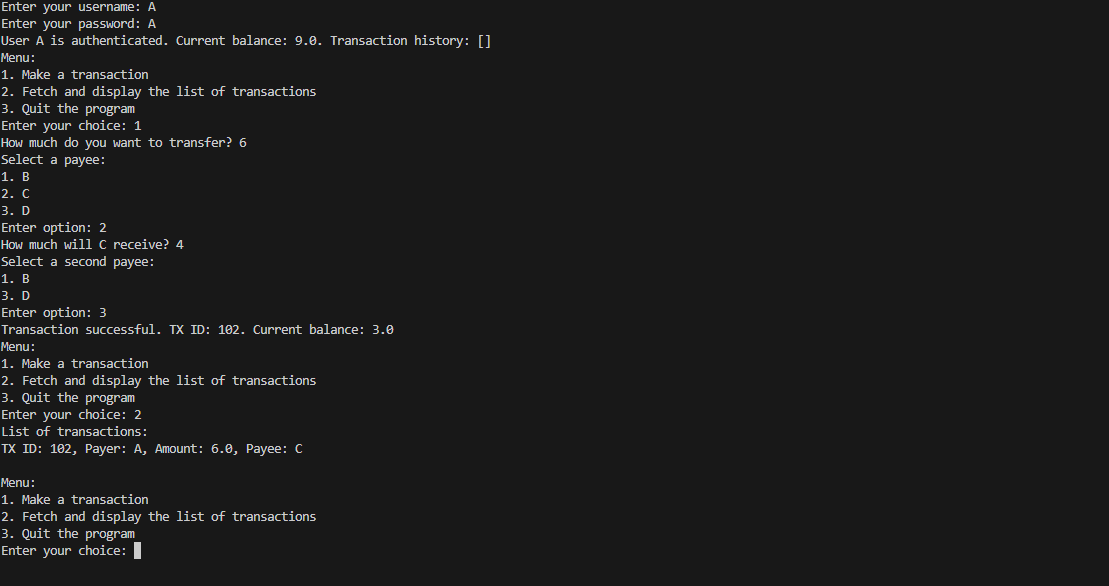 Enter your username: A
Enter your password: A
User A is authenticated. Current balance: 9.0. Transaction history: []
Menu:
1. Make a transaction
2. Fetch and display the list of transactions
3. Quit the program
Enter your choice: 1
How much do you want to transfer? 6
Select a payee:
1. B
2. C
3. D
Enter option: 2
How much will C receive? 4
Select a second payee:
1. B
3. D
Enter option: 3
Transaction successful. TX ID: 102. Current balance: 3.0
Menu:
1. Make a transaction
2. Fetch and display the list of transactions
3. Quit the program
Enter your choice: 2
List of transactions:
TX ID: 102, Payer: A, Amount: 6.0, Payee: C

Menu:
1. Make a transaction
2. Fetch and display the list of transactions
3. Quit the program
Enter your choice: